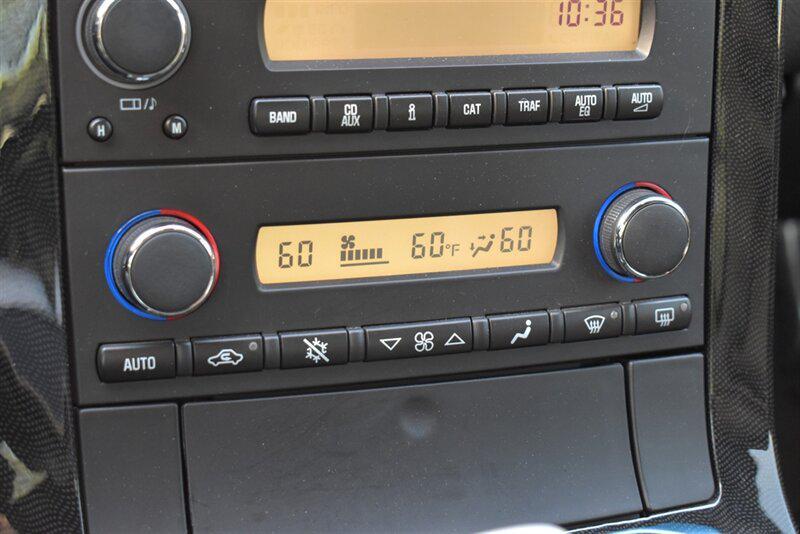 10:36
BAND CD AUX i CAT TRAF AUTO EQ AUTO
H M
60 60°F 60
AUTO